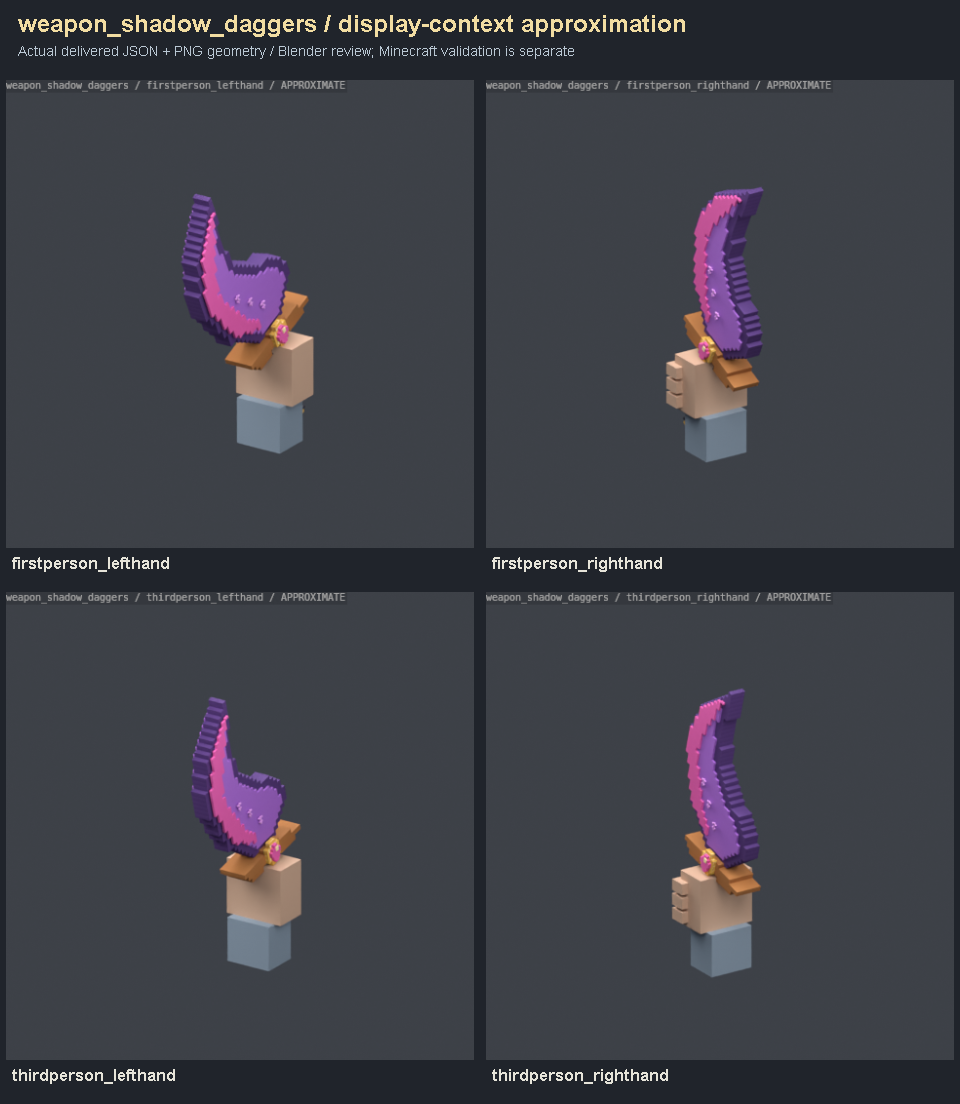 weapon_shadow_daggers / display-context approximation
Actual delivered JSON + PNG geometry / Blender review; Minecraft validation is separate
weapon_shadow_daggers / firstperson_lefthand / APPROXIMATE
weapon_shadow_daggers / firstperson_righthand / APPROXIMATE
firstperson_lefthand
firstperson_righthand
weapon_shadow_daggers / thirdperson_lefthand / APPROXIMATE
weapon_shadow_daggers / thirdperson_righthand / APPROXIMATE
thirdperson_lefthand
thirdperson_righthand